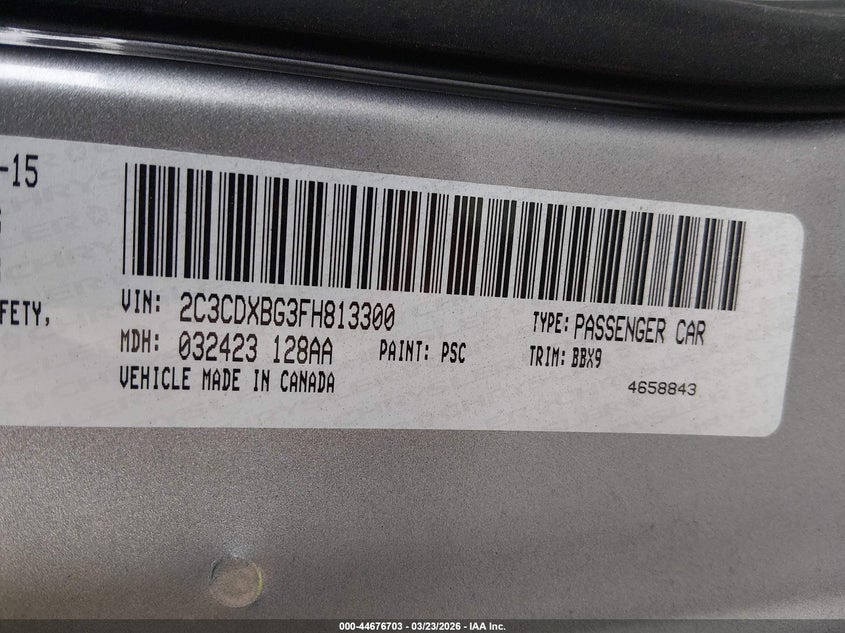 -15
FETY,
VIN: 2C3CDXBG3FH813300
TYPE: PASSENGER CAR
MDH: 032423 128AA
PAINT: PSC
TRIM: BBX9
VEHICLE MADE IN CANADA
4658843
000-44676703 — 03/23/2026 — IAA Inc.